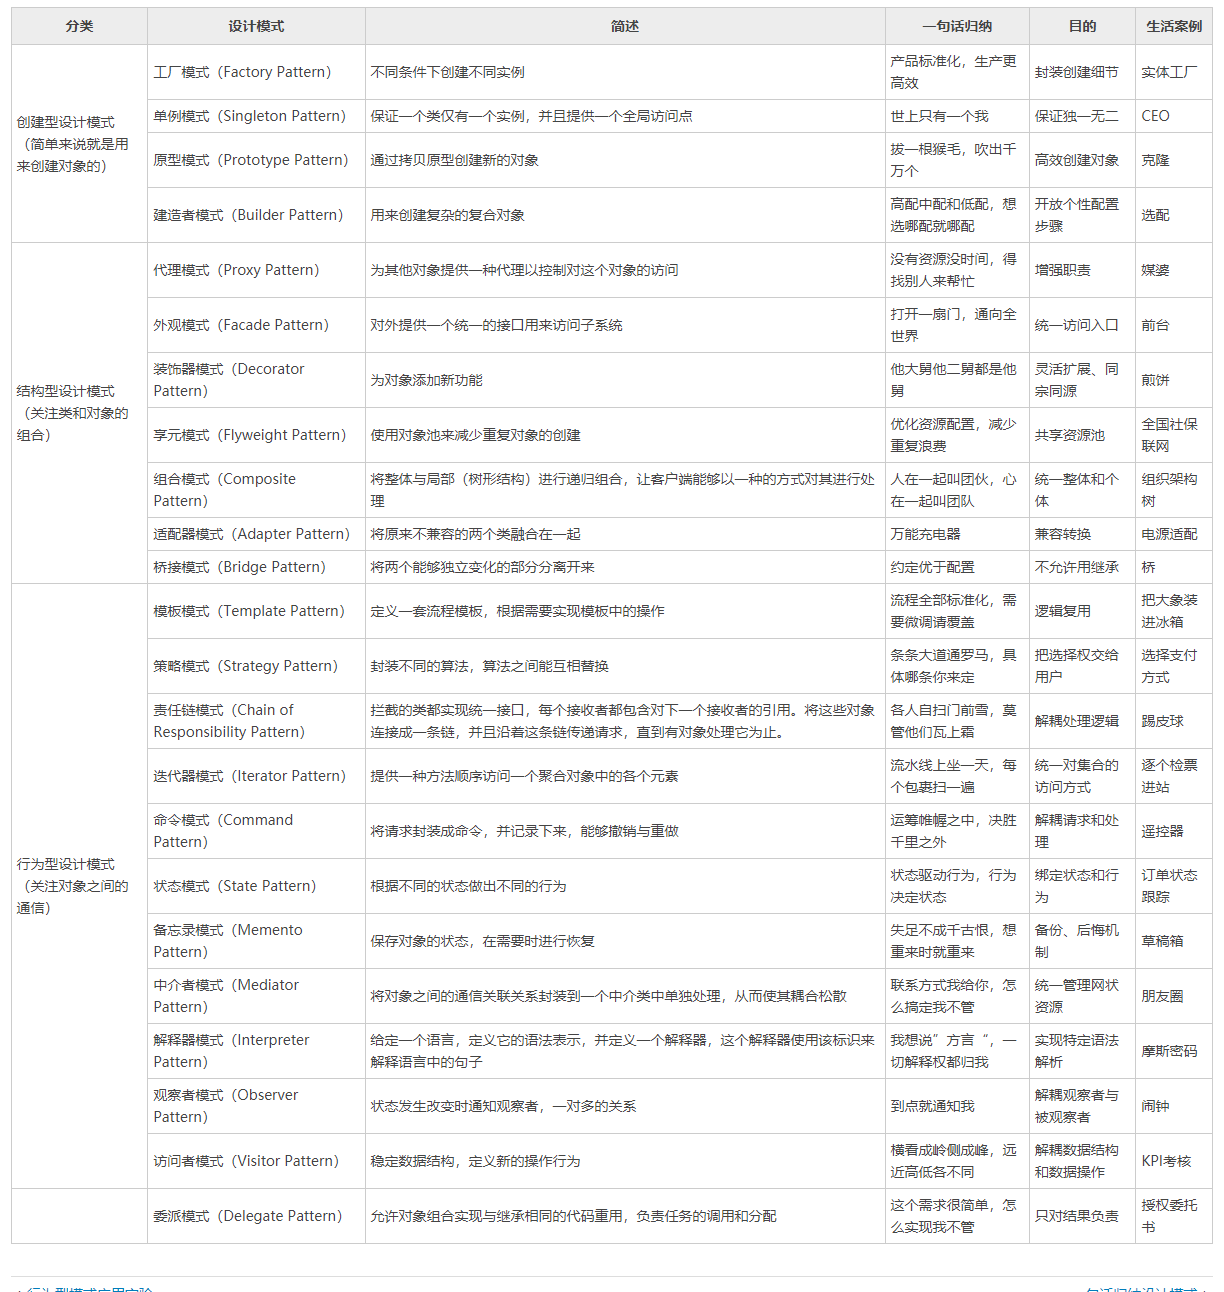 分类 设计模式 简述 一句话归纳 目的 生活案例
创建型设计模式
（简单来说就是用
来创建对象的）
工厂模式（Factory Pattern） 不同条件下创建不同实例 产品标准化，生产更
高效 封装创建细节 实体工厂
单例模式（Singleton Pattern） 保证一个类仅有一个实例，并且提供一个全局访问点 世上只有一个我 保证独一无二 CEO
原型模式（Prototype Pattern） 通过拷贝原型创建新的对象 拔一根猴毛，吹出千
万个 高效创建对象 克隆
建造者模式（Builder Pattern） 用来创建复杂的复合对象 高配中配和低配，想
选哪配就哪配 开放个性配置
步骤 选配
结构型设计模式
（关注类和对象的
组合）
代理模式（Proxy Pattern） 为其他对象提供一种代理以控制对这个对象的访问 没有资源没时间，得
找别人来帮忙 增强职责 媒婆
外观模式（Facade Pattern） 对外提供一个统一的接口用来访问子系统 打开一扇门，通向全
世界 统一访问入口 前台
装饰器模式（Decorator
Pattern） 为对象添加新功能 他大舅他二舅都是他
舅 灵活扩展、同
宗同源 煎饼
享元模式（Flyweight Pattern） 使用对象池来减少重复对象的创建 优化资源配置，减少
重复浪费 共享资源池 全国社保
联网
组合模式（Composite
Pattern） 将整体与局部（树形结构）进行递归组合，让客户端能够以一种的方式对其进行处
理 人在一起叫团伙，心
在一起叫团队 统一整体和个
体 组织架构
树
适配器模式（Adapter Pattern） 将原来不兼容的两个类融合在一起 万能充电器 兼容转换 电源适配
桥接模式（Bridge Pattern） 将两个能够独立变化的部分分离开来 约定优于配置 不允许用继承 桥
行为型设计模式
（关注对象之间的
通信）
模板模式（Template Pattern） 定义一套流程模板，根据需要实现模板中的操作 流程全部标准化，需
要微调请覆盖 逻辑复用 把大象装
进冰箱
策略模式（Strategy Pattern） 封装不同的算法，算法之间能互相替换 条条大道通罗马，具
体哪条你来定 把选择权交给
用户 选择支付
方式
责任链模式（Chain of
Responsibility Pattern） 拦截的类都实现统一接口，每个接收者都包含对下一个接收者的引用。将这些对象
连接成一条链，并且沿着这条链传递请求，直到有对象处理它为止。 各人自扫门前雪，莫
管他们瓦上霜 解耦处理逻辑 踢皮球
迭代器模式（Iterator Pattern） 提供一种方法顺序访问一个聚合对象中的各个元素 流水线上坐一天，每
个包裹扫一遍 统一对集合的
访问方式 逐个检票
进站
命令模式（Command
Pattern） 将请求封装成命令，并记录下来，能够撤销与重做 运筹帷幄之中，决胜
千里之外 解耦请求和处
理 遥控器
状态模式（State Pattern） 根据不同的状态做出不同的行为 状态驱动行为，行为
决定状态 绑定状态和行
为 订单状态
跟踪
备忘录模式（Memento
Pattern） 保存对象的状态，在需要时进行恢复 失足不成千古恨，想
重来时就重来 备份、后悔机
制 草稿箱
中介者模式（Mediator
Pattern） 将对象之间的通信关联关系封装到一个中介类中单独处理，从而使其耦合松散 联系方式我给你，怎
么搞定我不管 统一管理网状
资源 朋友圈
解释器模式（Interpreter
Pattern） 给定一个语言，定义它的语法表示，并定义一个解释器，这个解释器使用该标识来
解释语言中的句子 我想说”方言“，一
切解释权都归我 实现特定语法
解析 摩斯密码
观察者模式（Observer
Pattern） 状态发生改变时通知观察者，一对多的关系 到点就通知我 解耦观察者与
被观察者 闹钟
访问者模式（Visitor Pattern） 稳定数据结构，定义新的操作行为 横看成岭侧成峰，远
近高低各不同 解耦数据结构
和数据操作 KPI考核
委派模式（Delegate Pattern） 允许对象组合实现与继承相同的代码重用，负责任务的调用和分配 这个需求很简单，怎
么实现我不管 只对结果负责 授权委托
书